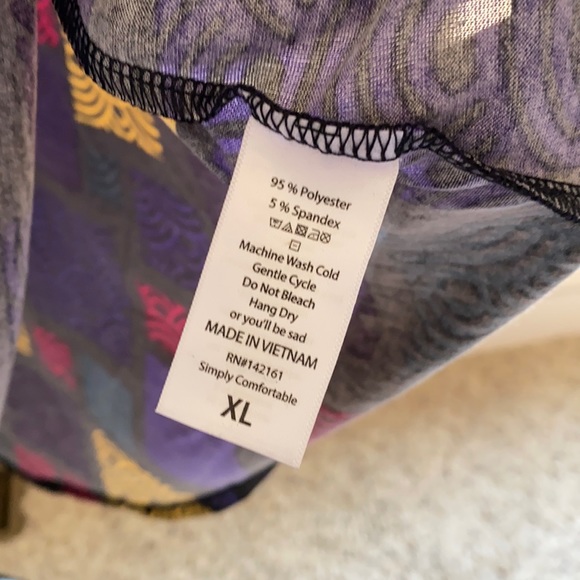 95 % Polyester
5 % Spandex
Machine Wash Cold
Gentle Cycle
Do Not Bleach
Hang Dry
or you'll be sad
MADE IN VIETNAM
RN#142161
Simply Comfortable
XL